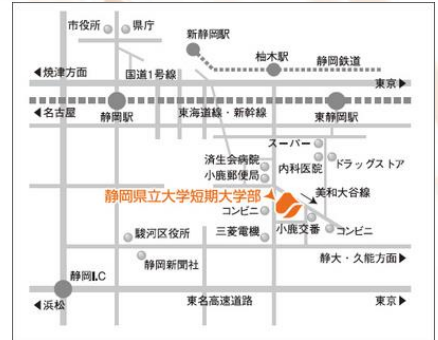 市役所
県庁
新静岡駅
柚木駅
静岡鉄道
◀焼津方面
国道1号線
東京▶
◀名古屋
静岡駅
東海道線・新幹線
東静岡駅
スーパー
済生会病院
内科医院
ドラッグストア
小鹿郵便局
美和大谷線
静岡県立大学短期大学部
コンビニ
駿河区役所
三菱電機
小鹿交番
コンビニ
静岡新聞社
静大・久能方面▶
静岡I.C
東名高速道路
◀浜松
東京▶